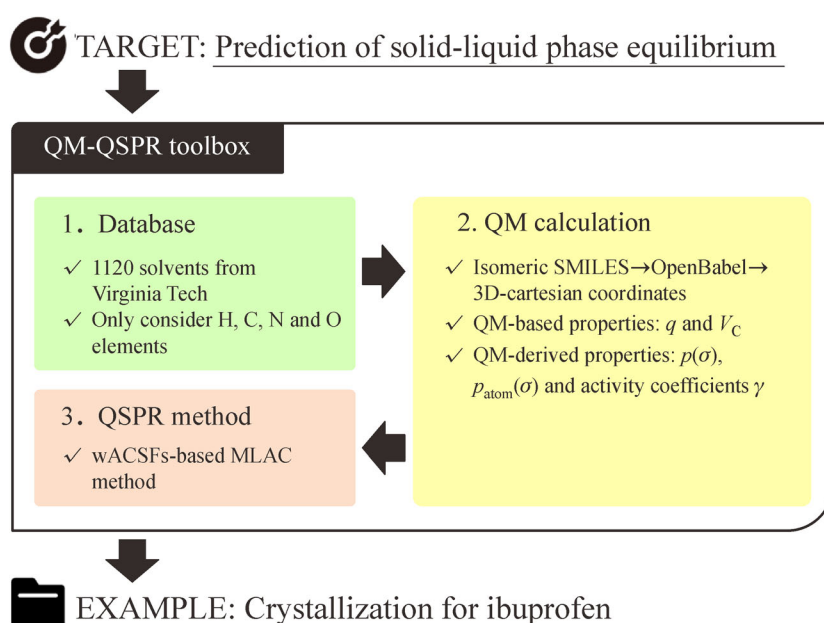 TARGET: Prediction of solid-liquid phase equilibrium
QM-QSPR toolbox
1. Database
✓ 1120 solvents from
Virginia Tech
✓ Only consider H, C, N and O
elements
2. QM calculation
✓ Isomeric SMILES→OpenBabel→
3D-cartesian coordinates
✓ QM-based properties: q and V_C
✓ QM-derived properties: p(σ),
p_atom(σ) and activity coefficients γ
3. QSPR method
✓ wACSFs-based MLAC
method
EXAMPLE: Crystallization for ibuprofen